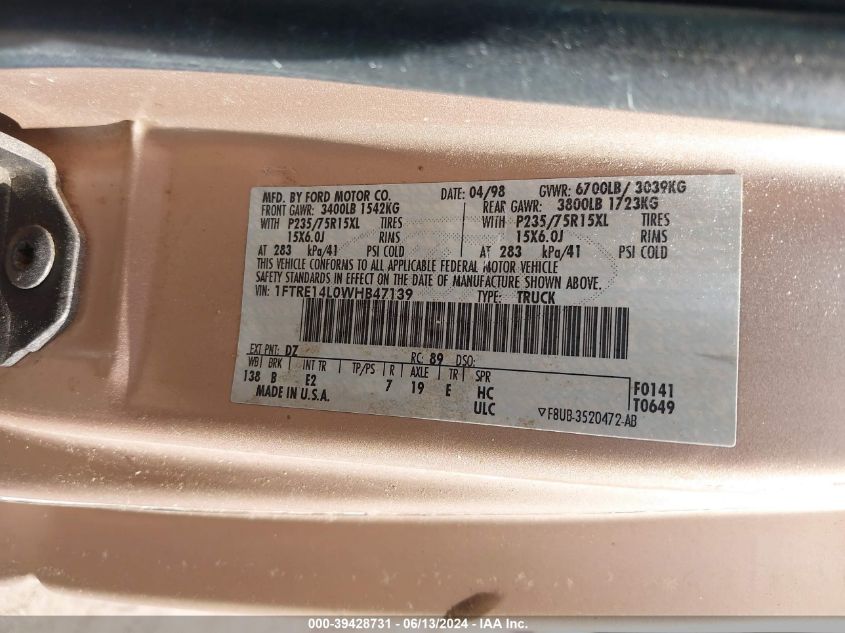 MFD. BY FORD MOTOR CO. DATE: 04/98 GVWR: 6700LB/ 3039KG
FRONT GAWR: 3400LB 1542KG REAR GAWR: 3800LB 1723KG
WITH P235/75R15XL TIRES WITH P235/75R15XL TIRES
15X6.0J RIMS 15X6.0J RIMS
AT 283 kPa/41 PSI COLD AT 283 kPa/41 PSI COLD
THIS VEHICLE CONFORMS TO ALL APPLICABLE FEDERAL MOTOR VEHICLE
SAFETY STANDARDS IN EFFECT ON THE DATE OF MANUFACTURE SHOWN ABOVE.
VIN: 1FTRE14L0WHB47139 TYPE: TRUCK
EXT PNT: DZ RC: 89 DSO:
WB BRK INT TR TP/PS R AXLE TR SPR
138 B E2 7 19 E HC F0141
MADE IN U.S.A. ULC T0649
▽F8UB-3520472-AB
000-39428731 - 06/13/2024 - IAA Inc.